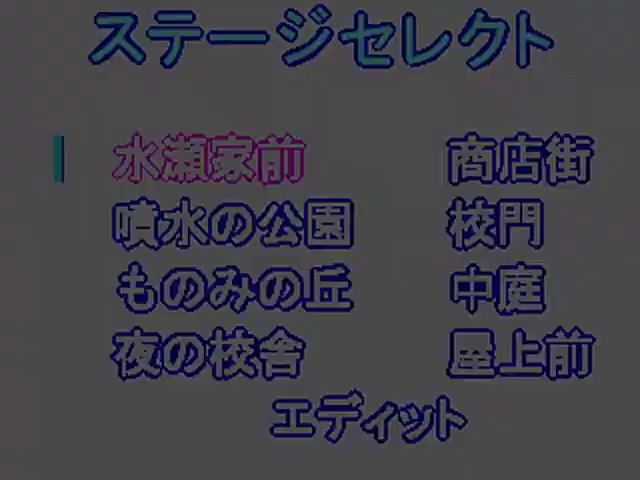 ステージセレクト
水瀬家前 商店街
噴水の公園 校門
ものみの丘 中庭
夜の校舎 屋上前
エディット